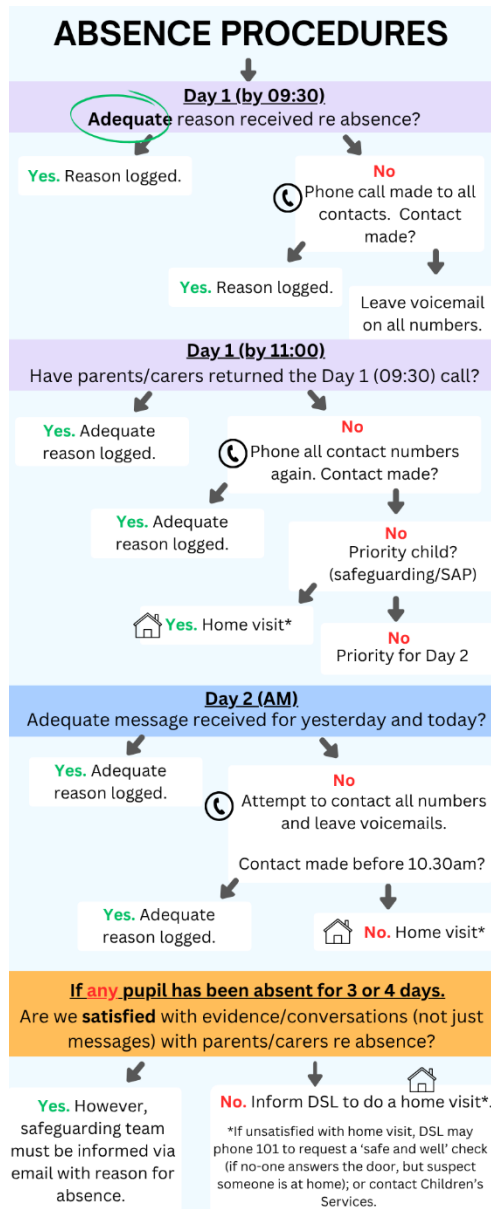 ABSENCE PROCEDURES
Day 1 (by 09:30)
Adequate reason received re absence?
Yes. Reason logged.
No
Phone call made to all
contacts. Contact
made?
Yes. Reason logged.
Leave voicemail
on all numbers.
Day 1 (by 11:00)
Have parents/carers returned the Day 1 (09:30) call?
Yes. Adequate
reason logged.
No
Phone all contact numbers
again. Contact made?
Yes. Adequate
reason logged.
No
Priority child?
(safeguarding/SAP)
Yes. Home visit*
No
Priority for Day 2
Day 2 (AM)
Adequate message received for yesterday and today?
Yes. Adequate
reason logged.
No
Attempt to contact all numbers
and leave voicemails.
Contact made before 10.30am?
Yes. Adequate
reason logged.
No. Home visit*
If any pupil has been absent for 3 or 4 days.
Are we satisfied with evidence/conversations (not just
messages) with parents/carers re absence?
Yes. However,
safeguarding team
must be informed via
email with reason for
absence.
No. Inform DSL to do a home visit*.
*If unsatisfied with home visit, DSL may
phone 101 to request a ‘safe and well’ check
(if no-one answers the door, but suspect
someone is at home); or contact Children’s
Services.